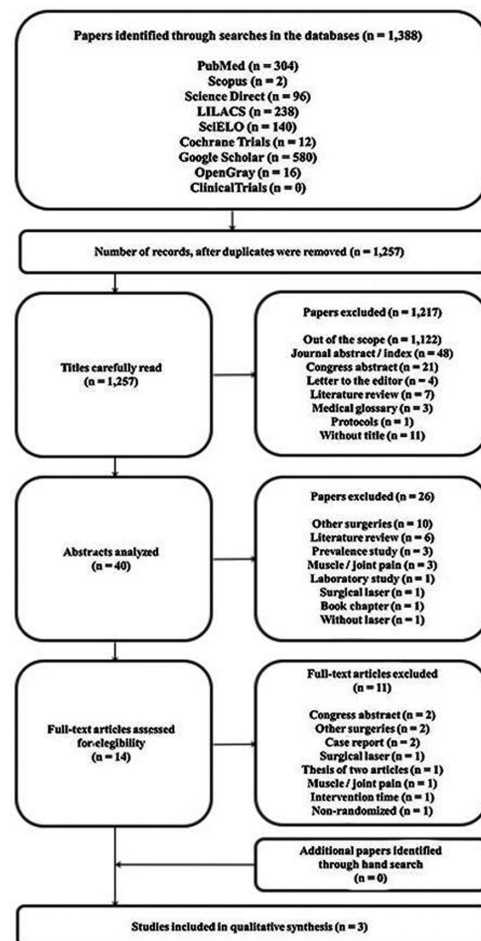 Papers identified through searches in the databases (n = 1,388)
PubMed (n = 304)
Scopus (n = 2)
Science Direct (n = 96)
LILACS (n = 238)
SciELO (n = 140)
Cochrane Trials (n = 12)
Google Scholar (n = 580)
OpenGray (n = 16)
ClinicalTrials (n = 0)
Number of records, after duplicates were removed (n = 1,257)
Titles carefully read
(n = 1,257)
Papers excluded (n = 1,217)
Out of the scope (n = 1,122)
Journal abstract / index (n = 48)
Congress abstract (n = 21)
Letter to the editor (n = 4)
Literature review (n = 7)
Medical glossary (n = 3)
Protocols (n = 1)
Without title (n = 11)
Abstracts analyzed
(n = 40)
Papers excluded (n = 26)
Other surgeries (n = 10)
Literature review (n = 6)
Prevalence study (n = 3)
Muscle / joint pain (n = 3)
Laboratory study (n = 1)
Surgical laser (n = 1)
Book chapter (n = 1)
Without laser (n = 1)
Full-text articles assessed
for elegibility
(n = 14)
Full-text articles excluded
(n = 11)
Congress abstract (n = 2)
Other surgeries (n = 2)
Case report (n = 2)
Surgical laser (n = 1)
Thesis of two articles (n = 1)
Muscle / joint pain (n = 1)
Intervention time (n = 1)
Non-randomized (n = 1)
Additional papers identified
through hand search
(n = 0)
Studies included in qualitative synthesis (n = 3)